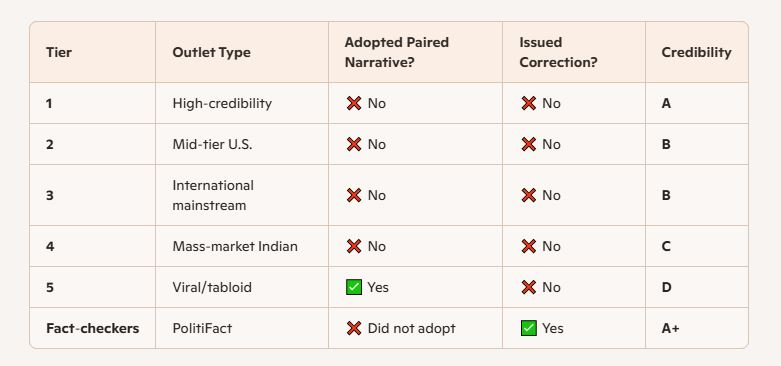 Tier Outlet Type Adopted Paired Narrative? Issued Correction? Credibility
1 High-credibility ❌ No ❌ No A
2 Mid-tier U.S. ❌ No ❌ No B
3 International mainstream ❌ No ❌ No B
4 Mass-market Indian ❌ No ❌ No C
5 Viral/tabloid ✅ Yes ❌ No D
Fact-checkers PolitiFact ❌ Did not adopt ✅ Yes A+